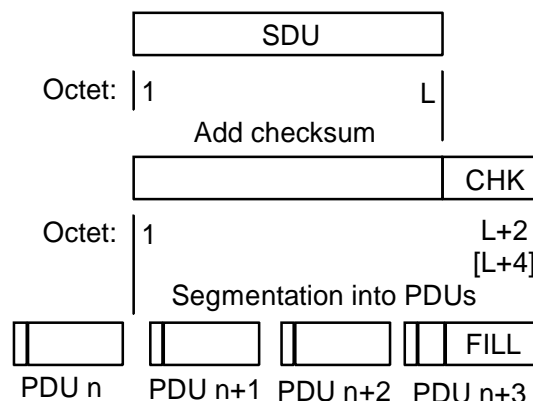 SDU
Octet: 1 L
Add checksum
CHK
Octet: 1 L+2
[L+4]
Segmentation into PDUs
FILL
PDU n PDU n+1 PDU n+2 PDU n+3